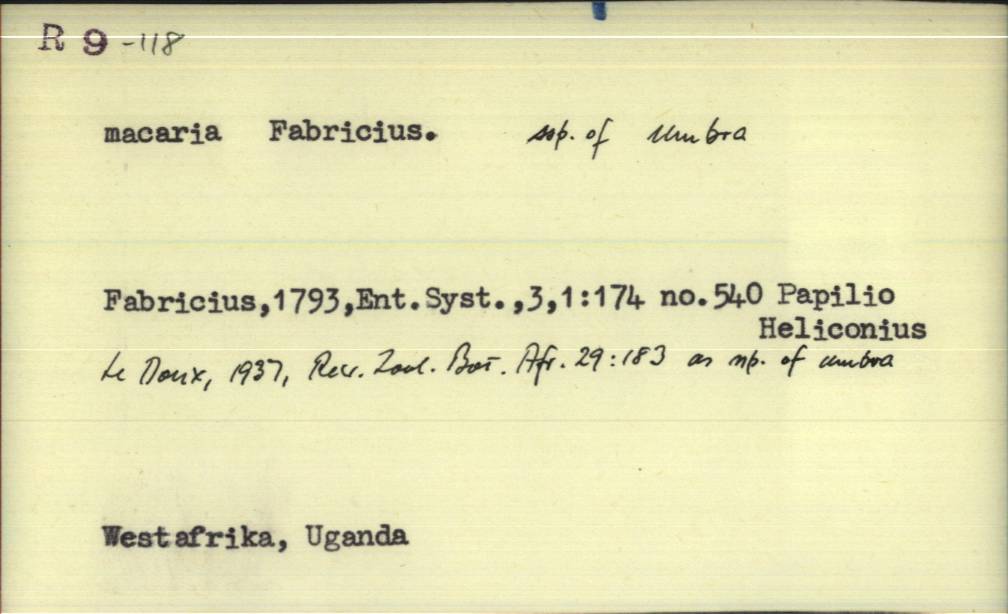 R 9 -118
macaria Fabricius. ssp. of umbra
Fabricius,1793,Ent.Syst.,3,1:174 no.540 Papilio
Heliconius
Le Doux, 1937, Rev. Zool. Bot. Afr. 29:183 as ssp. of umbra
Westafrika, Uganda